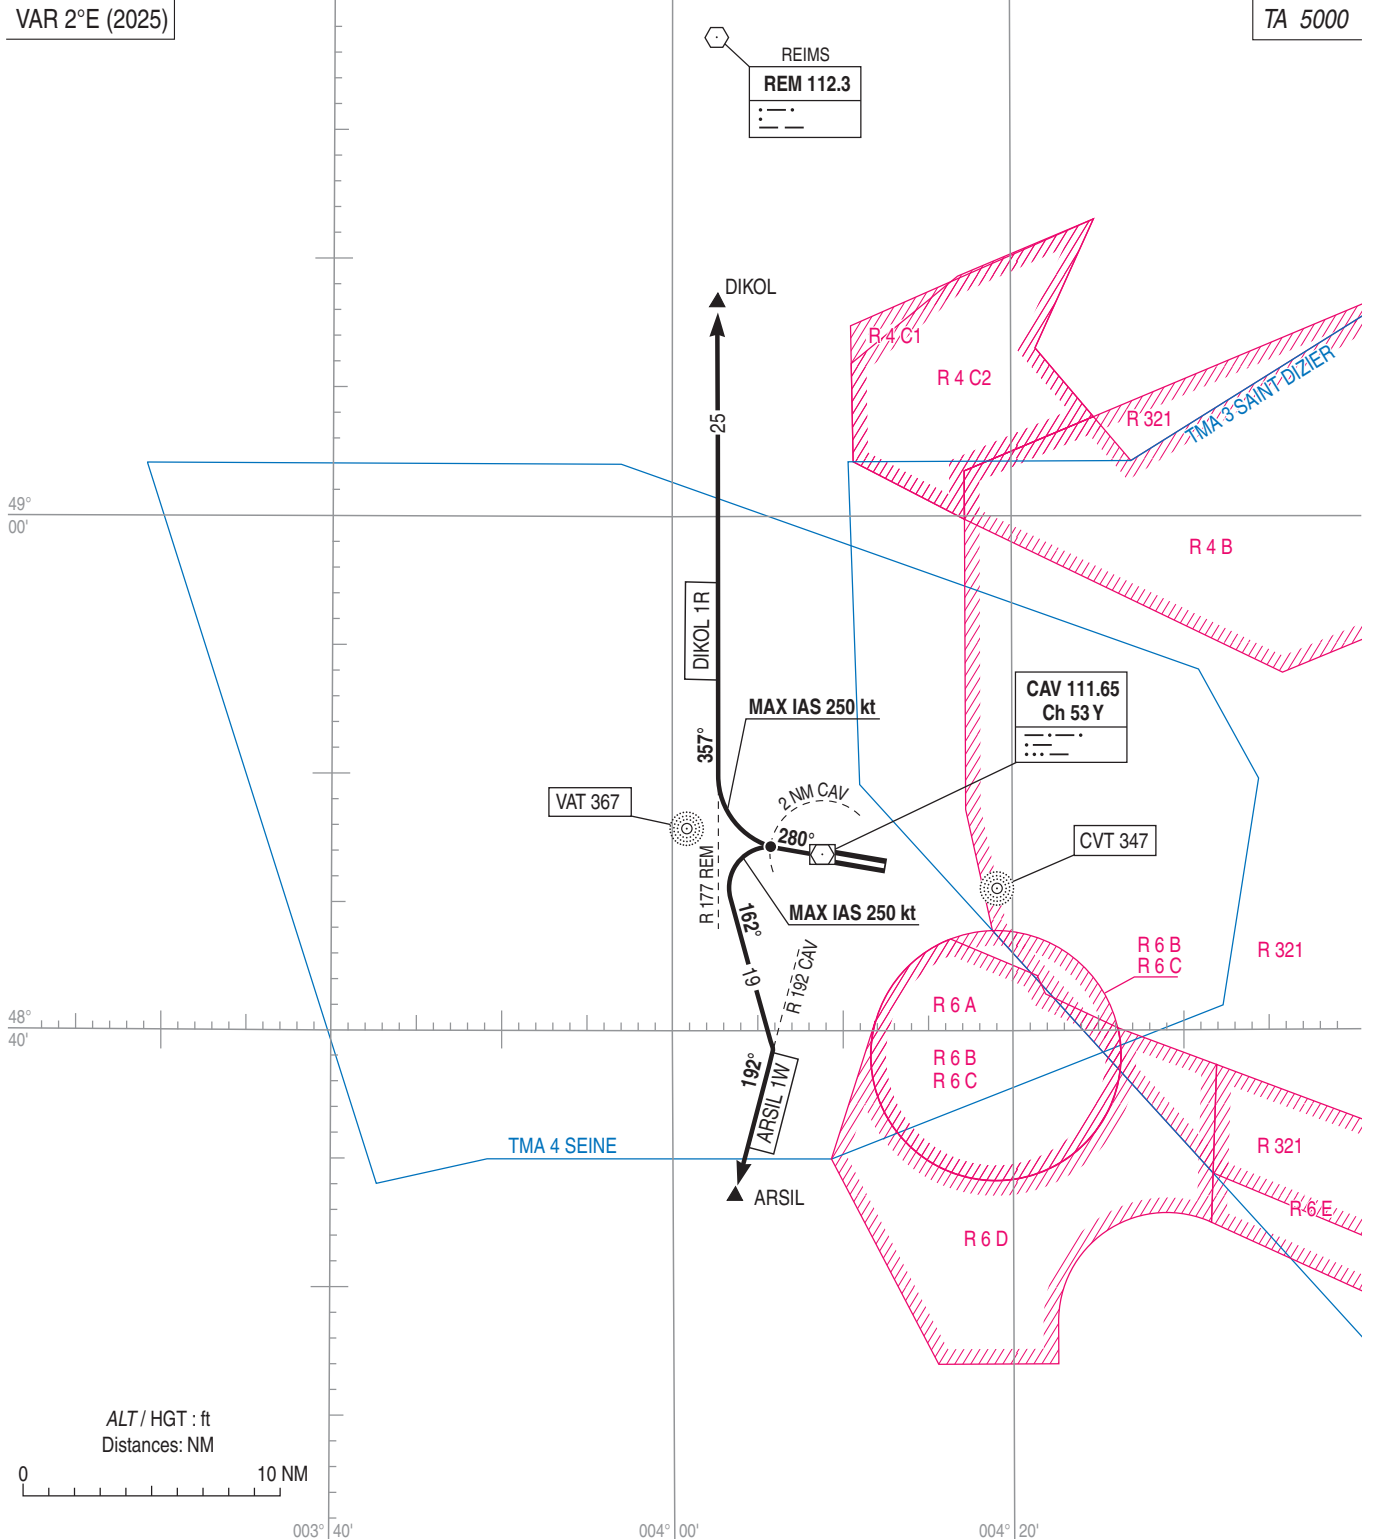 VAR 2°E (2025)
TA 5000
REIMS
REM 112.3
DIKOL
R 4 C1
R 4 C2
R 321
TMA 3 SAINT DIZIER
25
49°
00'
R 4 B
DIKOL 1R
CAV 111.65
Ch 53 Y
MAX IAS 250 kt
357°
2 NM CAV
VAT 367
280°
CVT 347
R 177 REM
MAX IAS 250 kt
162°
R 6 B
R 6 C
R 321
19
R 192 CAV
R 6 A
48°
40'
R 6 B
R 6 C
192°
ARSIL 1W
TMA 4 SEINE
R 321
ARSIL
R 6 E
R 6 D
ALT / HGT : ft
Distances: NM
0
10 NM
003° 40'
004° 00'
004° 20'